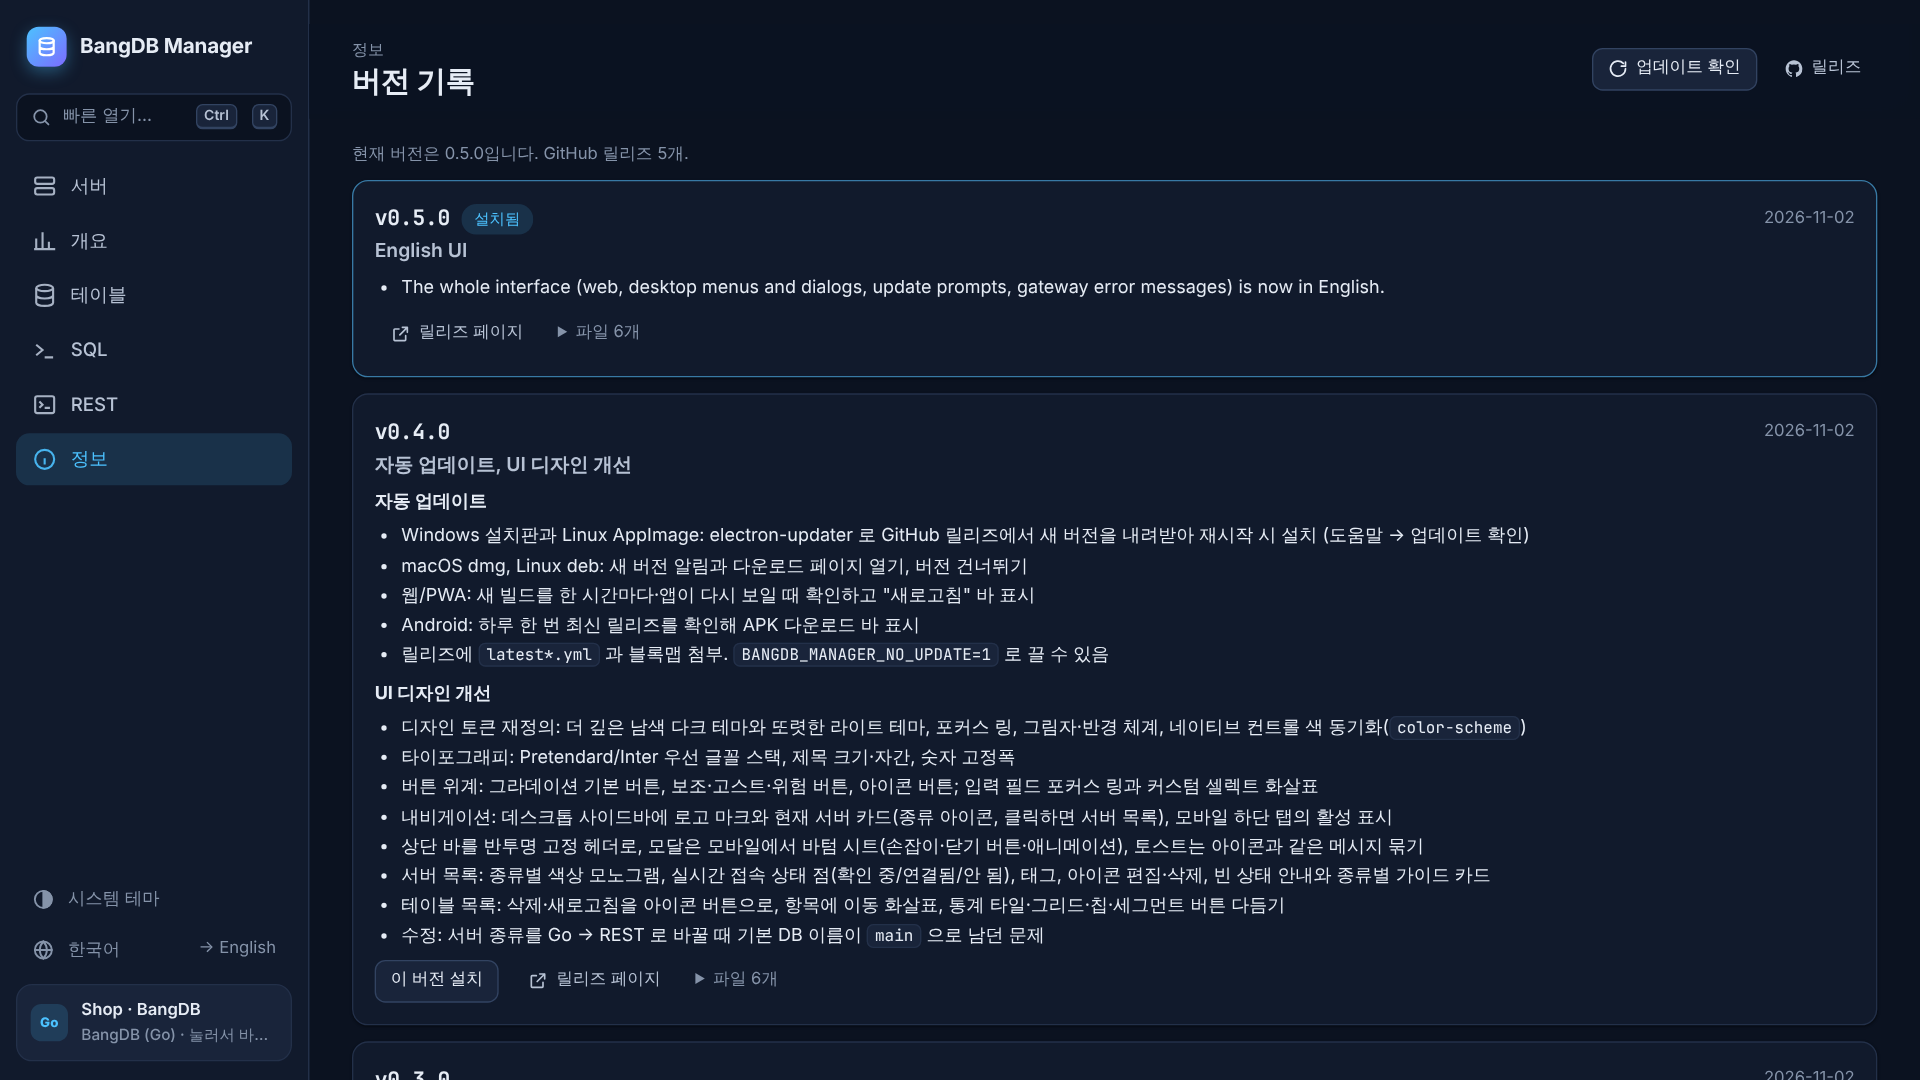 BangDB Manager
빠른 열기... Ctrl K
서버
개요
테이블
SQL
REST
정보
시스템 테마
한국어 → English
Go
Shop · BangDB
BangDB (Go) · 눌러서 바...
정보
버전 기록
업데이트 확인
릴리즈
현재 버전은 0.5.0입니다. GitHub 릴리즈 5개.
v0.5.0 설치됨 2026-11-02
English UI
• The whole interface (web, desktop menus and dialogs, update prompts, gateway error messages) is now in English.
릴리즈 페이지 ▶ 파일 6개
v0.4.0 2026-11-02
자동 업데이트, UI 디자인 개선
자동 업데이트
• Windows 설치판과 Linux AppImage: electron-updater 로 GitHub 릴리즈에서 새 버전을 내려받아 재시작 시 설치 (도움말 → 업데이트 확인)
• macOS dmg, Linux deb: 새 버전 알림과 다운로드 페이지 열기, 버전 건너뛰기
• 웹/PWA: 새 빌드를 한 시간마다·앱이 다시 보일 때 확인하고 "새로고침" 바 표시
• Android: 하루 한 번 최신 릴리즈를 확인해 APK 다운로드 바 표시
• 릴리즈에 latest*.yml 과 블록맵 첨부. BANGDB_MANAGER_NO_UPDATE=1 로 끌 수 있음
UI 디자인 개선
• 디자인 토큰 재정의: 더 깊은 남색 다크 테마와 또렷한 라이트 테마, 포커스 링, 그림자·반경 체계, 네이티브 컨트롤 색 동기화( color-scheme )
• 타이포그래피: Pretendard/Inter 우선 글꼴 스택, 제목 크기·자간, 숫자 고정폭
• 버튼 위계: 그라데이션 기본 버튼, 보조·고스트·위험 버튼, 아이콘 버튼; 입력 필드 포커스 링과 커스텀 셀렉트 화살표
• 내비게이션: 데스크톱 사이드바에 로고 마크와 현재 서버 카드(종류 아이콘, 클릭하면 서버 목록), 모바일 하단 탭의 활성 표시
• 상단 바를 반투명 고정 헤더로, 모달은 모바일에서 바텀 시트(손잡이·닫기 버튼·애니메이션), 토스트는 아이콘과 같은 메시지 묶기
• 서버 목록: 종류별 색상 모노그램, 실시간 접속 상태 점(확인 중/연결됨/안 됨), 태그, 아이콘 편집·삭제, 빈 상태 안내와 종류별 가이드 카드
• 테이블 목록: 삭제·새로고침을 아이콘 버튼으로, 항목에 이동 화살표, 통계 타일·그리드·칩·세그먼트 버튼 다듬기
• 수정: 서버 종류를 Go → REST 로 바꿀 때 기본 DB 이름이 main 으로 남던 문제
이 버전 설치 릴리즈 페이지 ▶ 파일 6개
v0.3.0 2026-11-02